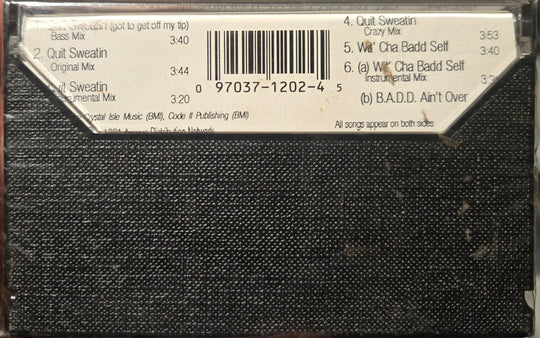 Quit Sweatin (got to get off my tip)
Bass Mix 3:40
2. Quit Sweatin
Original Mix 3:44
Quit Sweatin
Instrumental Mix 3:20
Crystal Isle Music (BMI), Code II Publishing (BMI)
Distribution Network
0 97037-1202-4 5
4. Quit Sweatin
Crazy Mix 3:53
5. Wit' Cha Badd Self 3:40
6. (a) Wit' Cha Badd Self
Instrumental Mix
(b) B.A.D.D. Ain't Over
All songs appear on both sides